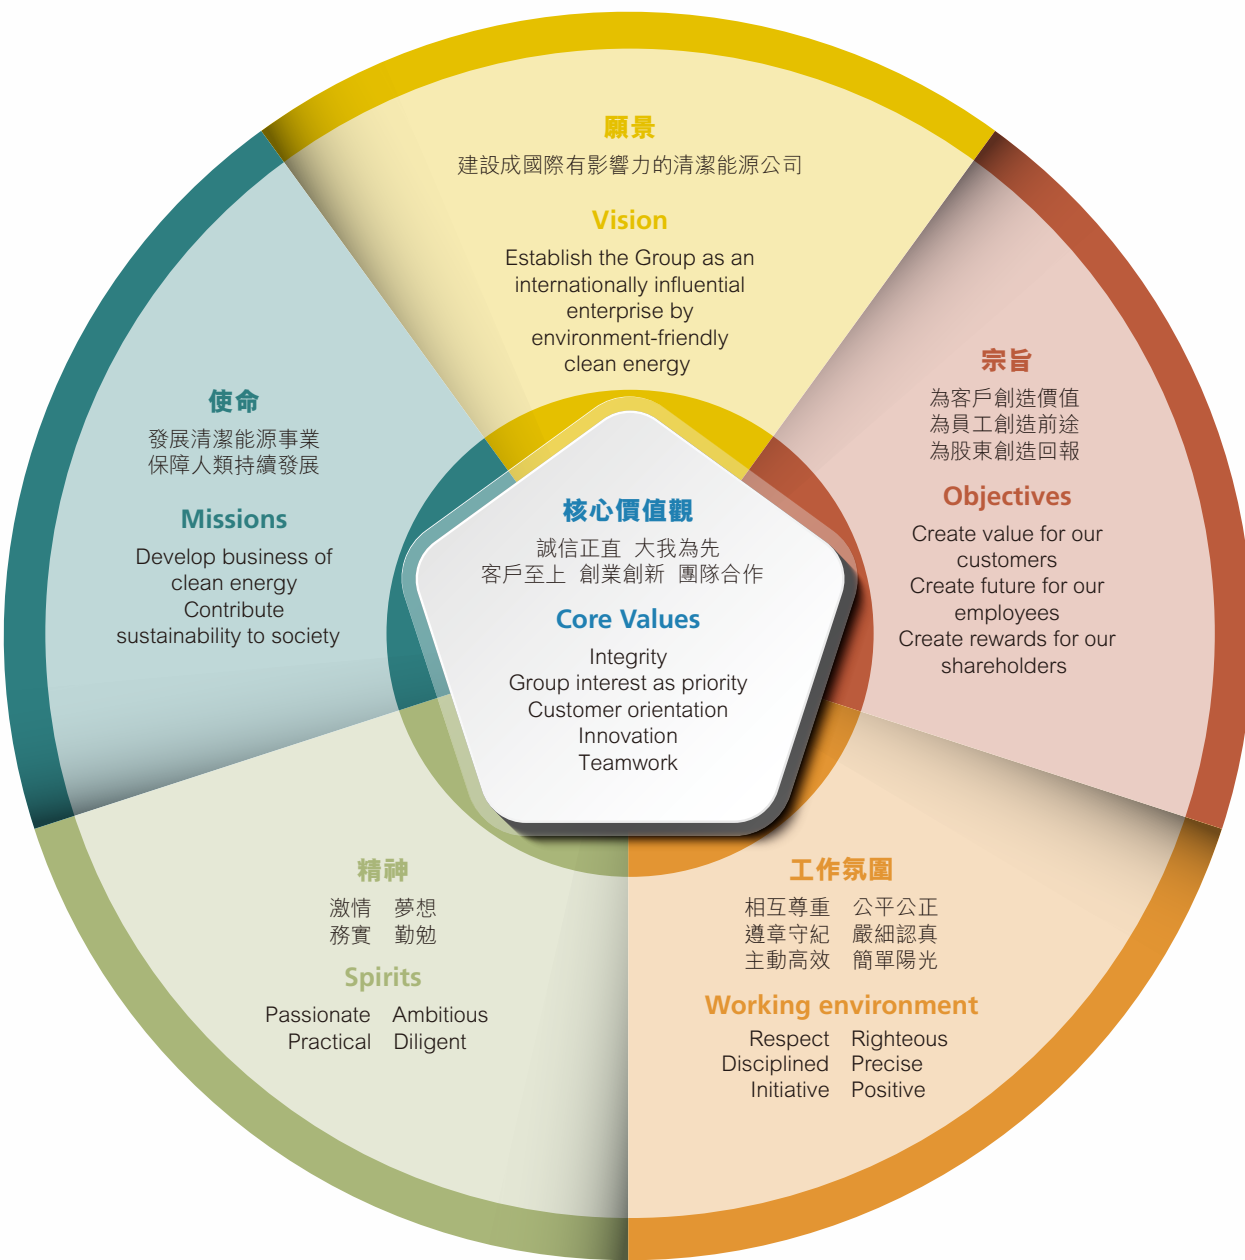 願景
建設成國際有影響力的清潔能源公司
Vision
Establish the Group as an
internationally influential
enterprise by
environment-friendly
clean energy
宗旨
為客戶創造價值
為員工創造前途
為股東創造回報
Objectives
Create value for our
customers
Create future for our
employees
Create rewards for our
shareholders
使命
發展清潔能源事業
保障人類持續發展
Missions
Develop business of
clean energy
Contribute
sustainability to society
核心價值觀
誠信正直 大我為先
客戶至上 創業創新 團隊合作
Core Values
Integrity
Group interest as priority
Customer orientation
Innovation
Teamwork
精神
激情 夢想
務實 勤勉
Spirits
Passionate Ambitious
Practical Diligent
工作氛圍
相互尊重 公平公正
遵章守紀 嚴細認真
主動高效 簡單陽光
Working environment
Respect Righteous
Disciplined Precise
Initiative Positive